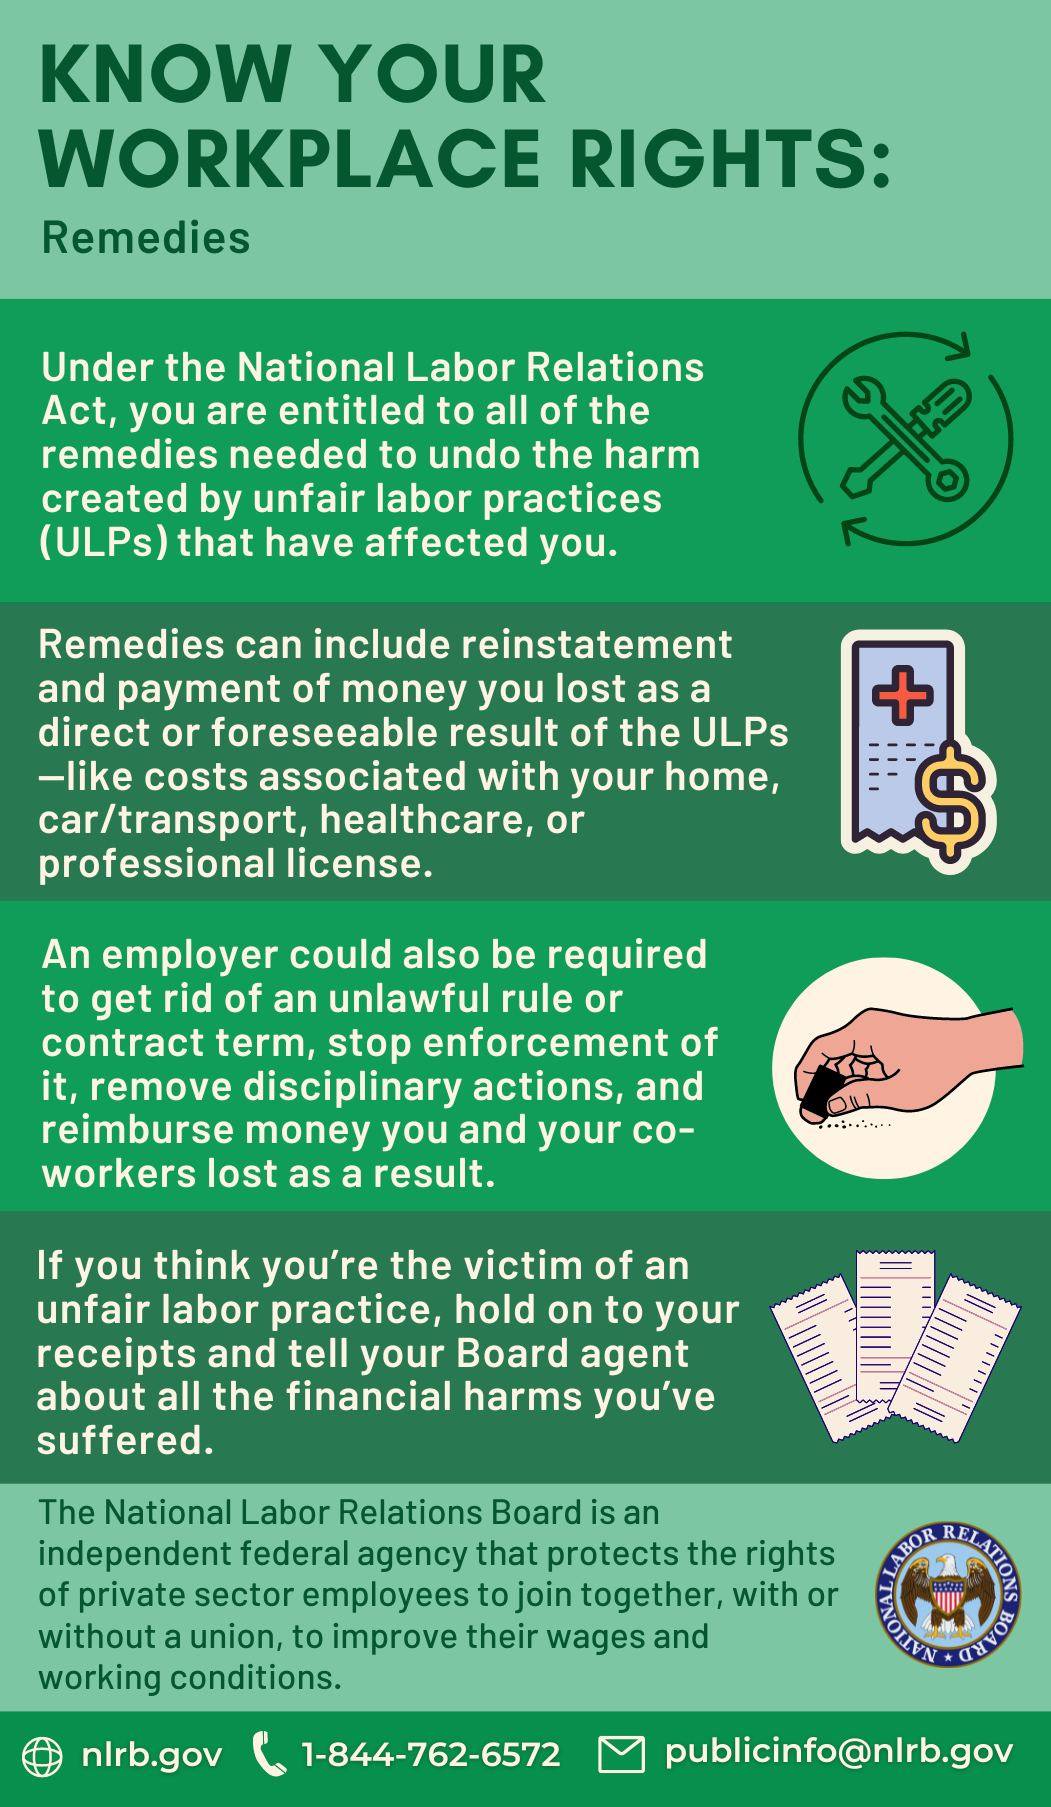 KNOW YOUR
WORKPLACE RIGHTS:
Remedies
Under the National Labor Relations
Act, you are entitled to all of the
remedies needed to undo the harm
created by unfair labor practices
(ULPs) that have affected you.
Remedies can include reinstatement
and payment of money you lost as a
direct or foreseeable result of the ULPs
—like costs associated with your home,
car/transport, healthcare, or
professional license.
An employer could also be required
to get rid of an unlawful rule or
contract term, stop enforcement of
it, remove disciplinary actions, and
reimburse money you and your co-
workers lost as a result.
If you think you’re the victim of an
unfair labor practice, hold on to your
receipts and tell your Board agent
about all the financial harms you’ve
suffered.
The National Labor Relations Board is an
independent federal agency that protects the rights
of private sector employees to join together, with or
without a union, to improve their wages and
working conditions.
NATIONAL LABOR RELATIONS BOARD
nlrb.gov
1-844-762-6572
publicinfo@nlrb.gov